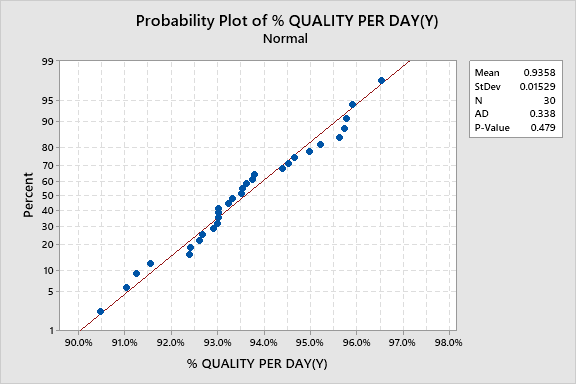 Probability Plot of % QUALITY PER DAY(Y)
Normal
Mean 0.9358
StDev 0.01529
N 30
AD 0.338
P-Value 0.479
Percent
99
95
90
80
70
60
50
40
30
20
10
5
1
90.0% 91.0% 92.0% 93.0% 94.0% 95.0% 96.0% 97.0% 98.0%
% QUALITY PER DAY(Y)